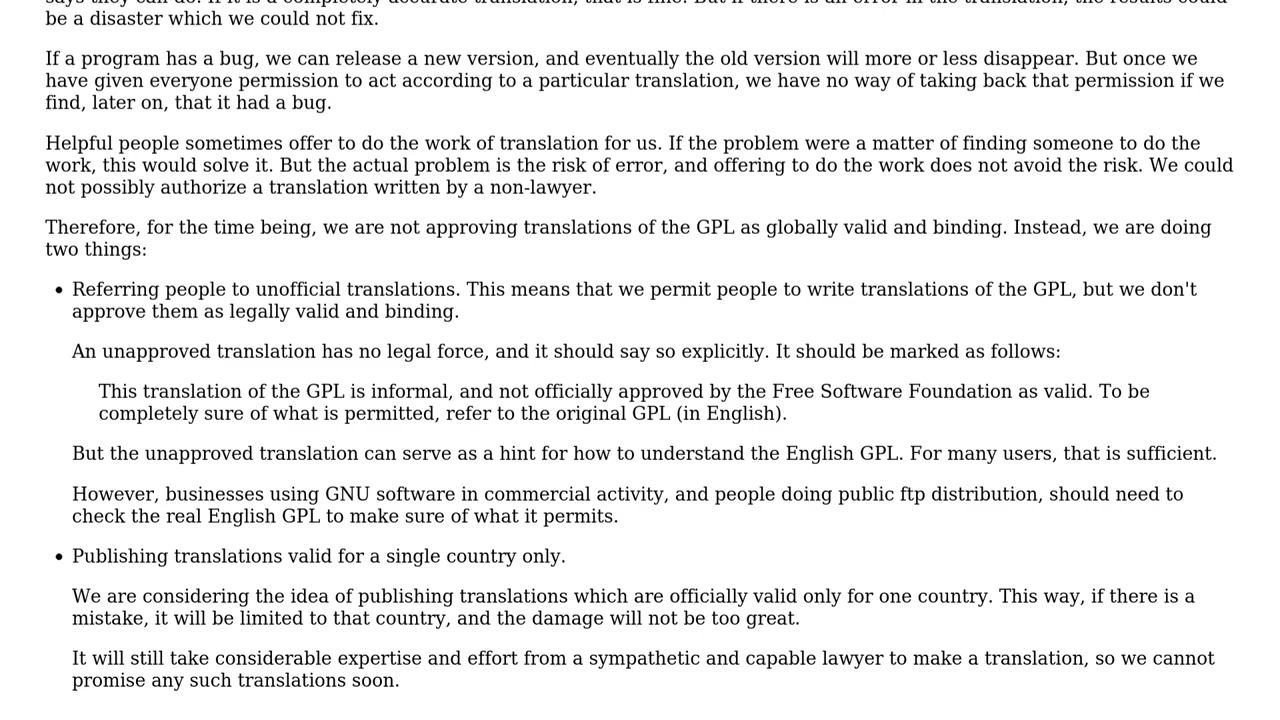 be a disaster which we could not fix.
If a program has a bug, we can release a new version, and eventually the old version will more or less disappear. But once we
have given everyone permission to act according to a particular translation, we have no way of taking back that permission if we
find, later on, that it had a bug.
Helpful people sometimes offer to do the work of translation for us. If the problem were a matter of finding someone to do the
work, this would solve it. But the actual problem is the risk of error, and offering to do the work does not avoid the risk. We could
not possibly authorize a translation written by a non-lawyer.
Therefore, for the time being, we are not approving translations of the GPL as globally valid and binding. Instead, we are doing
two things:
• Referring people to unofficial translations. This means that we permit people to write translations of the GPL, but we don't
approve them as legally valid and binding.
An unapproved translation has no legal force, and it should say so explicitly. It should be marked as follows:
This translation of the GPL is informal, and not officially approved by the Free Software Foundation as valid. To be
completely sure of what is permitted, refer to the original GPL (in English).
But the unapproved translation can serve as a hint for how to understand the English GPL. For many users, that is sufficient.
However, businesses using GNU software in commercial activity, and people doing public ftp distribution, should need to
check the real English GPL to make sure of what it permits.
• Publishing translations valid for a single country only.
We are considering the idea of publishing translations which are officially valid only for one country. This way, if there is a
mistake, it will be limited to that country, and the damage will not be too great.
It will still take considerable expertise and effort from a sympathetic and capable lawyer to make a translation, so we cannot
promise any such translations soon.